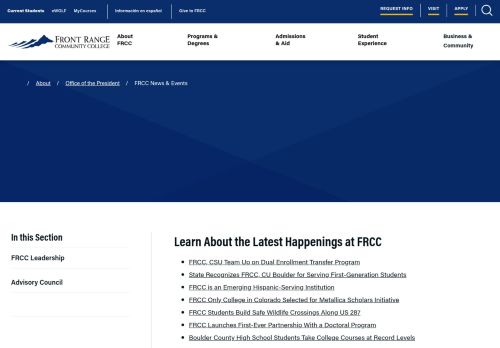 Current Students eWOLF MyCourses Información en español Give to FRCC REQUEST INFO VISIT APPLY
FRONT RANGE
COMMUNITY COLLEGE
About
FRCC
Programs &
Degrees
Admissions
& Aid
Student
Experience
Business &
Community
/ About / Office of the President / FRCC News & Events
In this Section
FRCC Leadership
Advisory Council
Learn About the Latest Happenings at FRCC
• FRCC, CSU Team Up on Dual Enrollment Transfer Program
• State Recognizes FRCC, CU Boulder for Serving First-Generation Students
• FRCC is an Emerging Hispanic-Serving Institution
• FRCC Only College in Colorado Selected for Metallica Scholars Initiative
• FRCC Students Build Safe Wildlife Crossings Along US 287
• FRCC Launches First-Ever Partnership With a Doctoral Program
• Boulder County High School Students Take College Courses at Record Levels